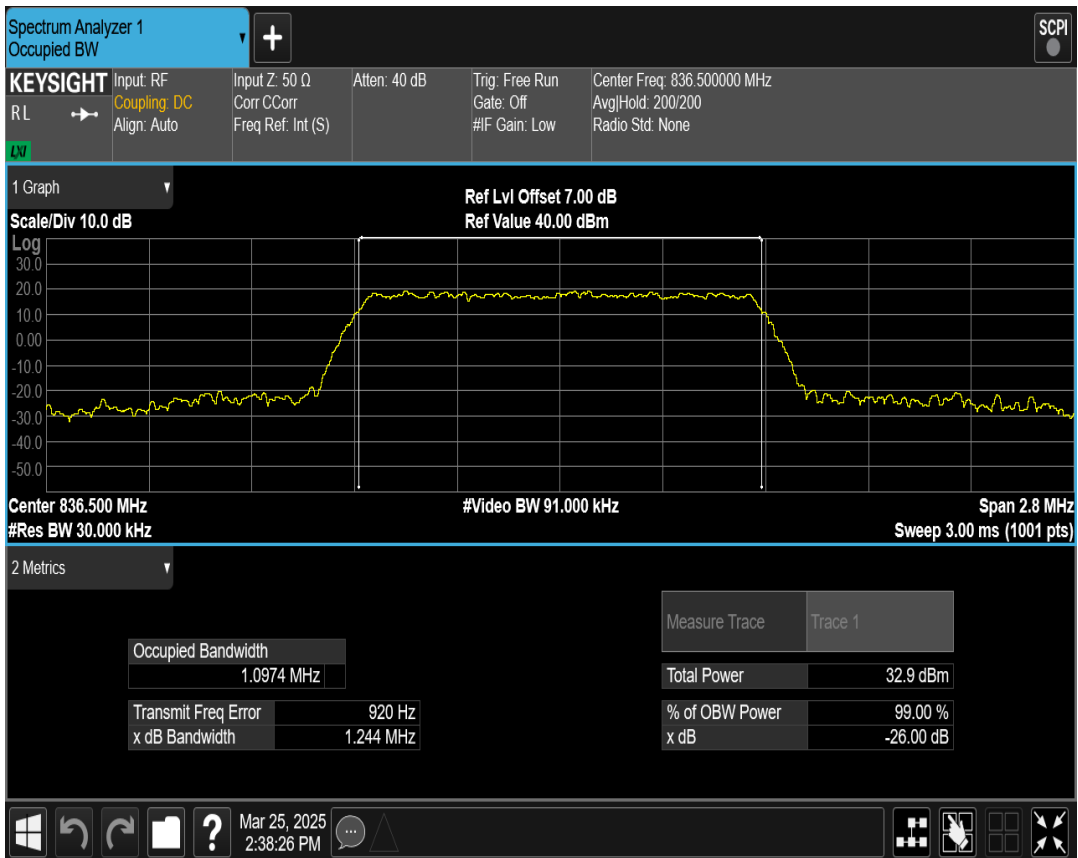 Spectrum Analyzer 1
Occupied BW
+
SCPI
KEYSIGHT
R L
LXI
Input: RF
Coupling: DC
Align: Auto
Input Z: 50 Ω
Corr CCorr
Freq Ref: Int (S)
Atten: 40 dB
Trig: Free Run
Gate: Off
#IF Gain: Low
Center Freq: 836.500000 MHz
Avg|Hold: 200/200
Radio Std: None
1 Graph
Scale/Div 10.0 dB
Ref Lvl Offset 7.00 dB
Ref Value 40.00 dBm
Log
30.0
20.0
10.0
0.00
-10.0
-20.0
-30.0
-40.0
-50.0
Center 836.500 MHz
#Video BW 91.000 kHz
Span 2.8 MHz
#Res BW 30.000 kHz
Sweep 3.00 ms (1001 pts)
2 Metrics
Measure Trace Trace 1
Occupied Bandwidth
1.0974 MHz
Total Power 32.9 dBm
Transmit Freq Error 920 Hz
% of OBW Power 99.00 %
x dB Bandwidth 1.244 MHz
x dB -26.00 dB
?
Mar 25, 2025
2:38:26 PM